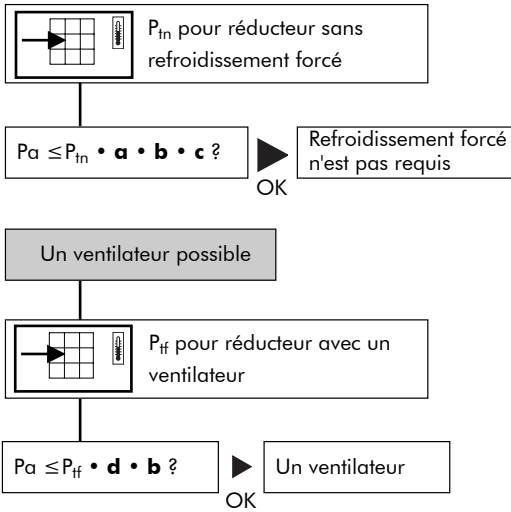 Ptn pour réducteur sans
refroidissement forcé
Pa ≤ Ptn • a • b • c ?
OK
Refroidissement forcé
n'est pas requis
Un ventilateur possible
Ptf pour réducteur avec un
ventilateur
Pa ≤ Ptf • d • b ?
OK
Un ventilateur